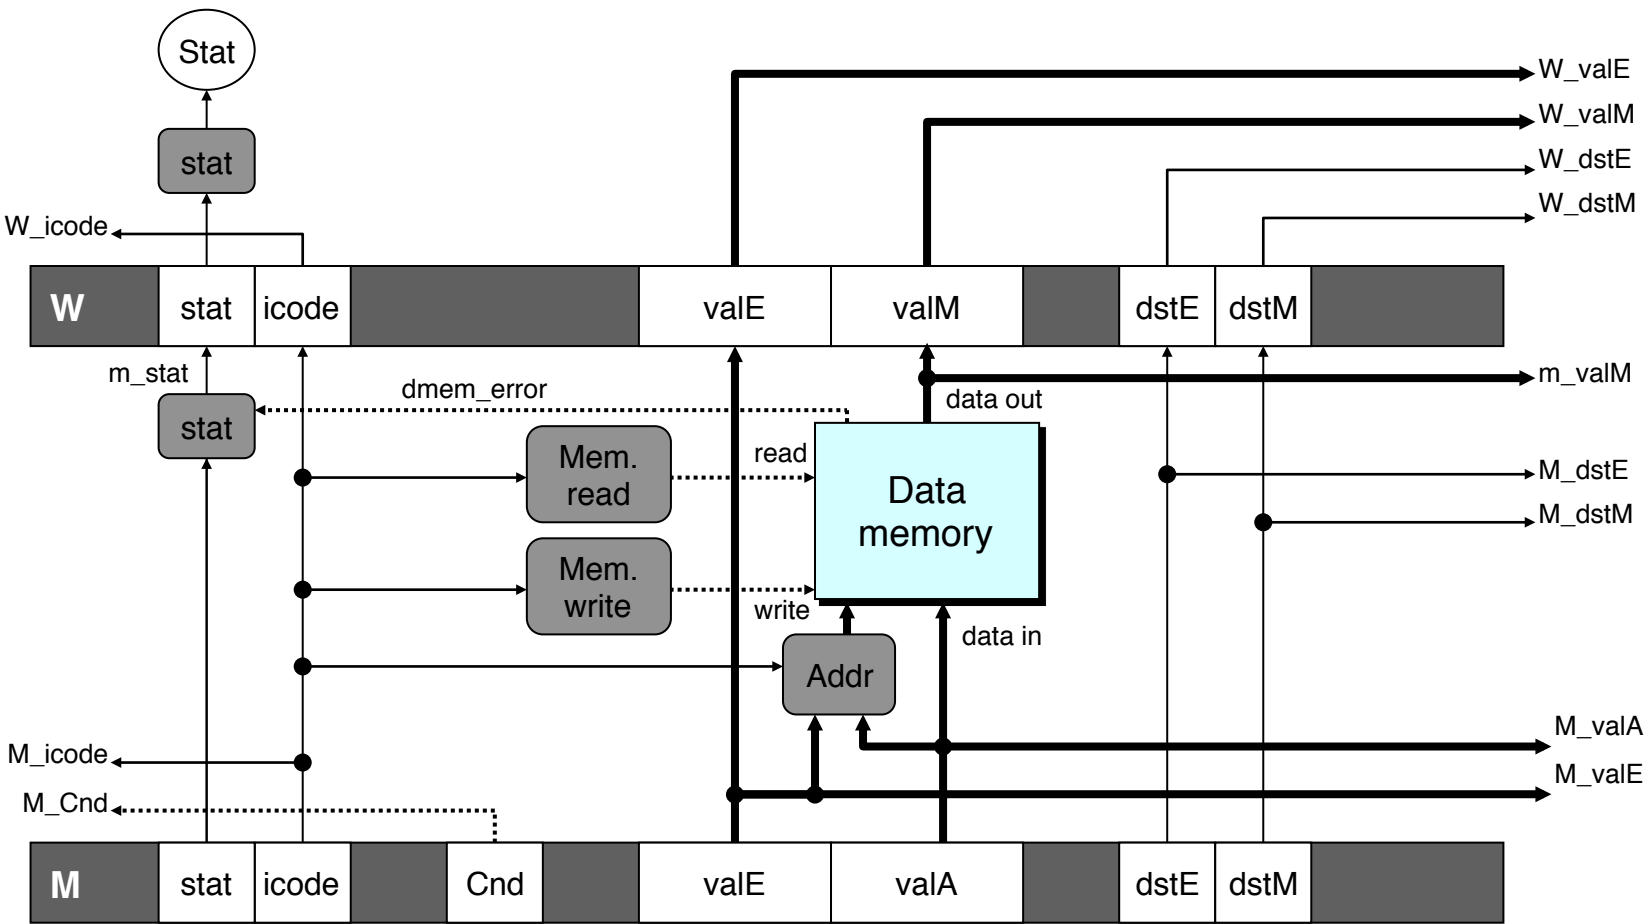 Stat
W_valE
W_valM
stat
W_dstE
W_dstM
W_icode
W
stat
icode
valE
valM
dstE
dstM
m_stat
dmem_error
data out
m_valM
stat
Mem.
read
read
Data
memory
M_dstE
M_dstM
Mem.
write
write
data in
Addr
M_icode
M_valA
M_Cnd
M_valE
M
stat
icode
Cnd
valE
valA
dstE
dstM